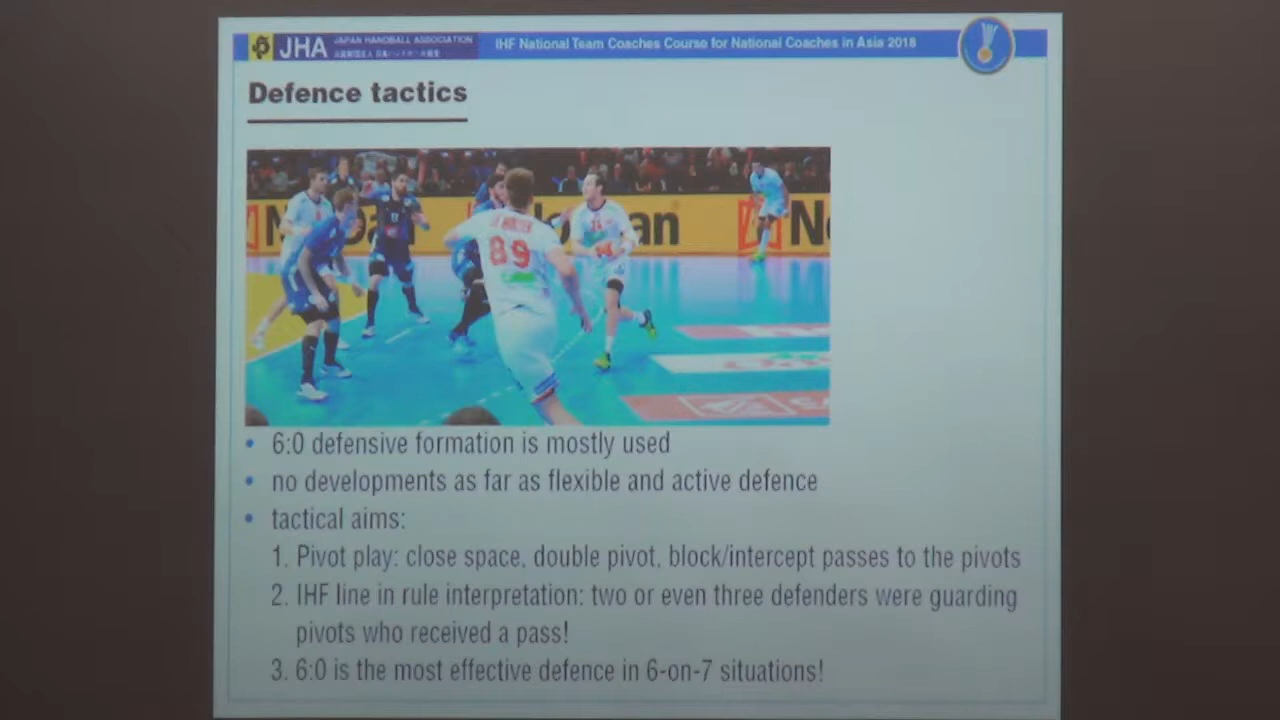 JHA JAPAN HANDBALL ASSOCIATION
IHF National Team Coaches Course for National Coaches in Asia 2018
Defence tactics
89
6:0 defensive formation is mostly used
no developments as far as flexible and active defence
tactical aims:
1. Pivot play: close space, double pivot, block/intercept passes to the pivots
2. IHF line in rule interpretation: two or even three defenders were guarding
pivots who received a pass!
3. 6:0 is the most effective defence in 6-on-7 situations!